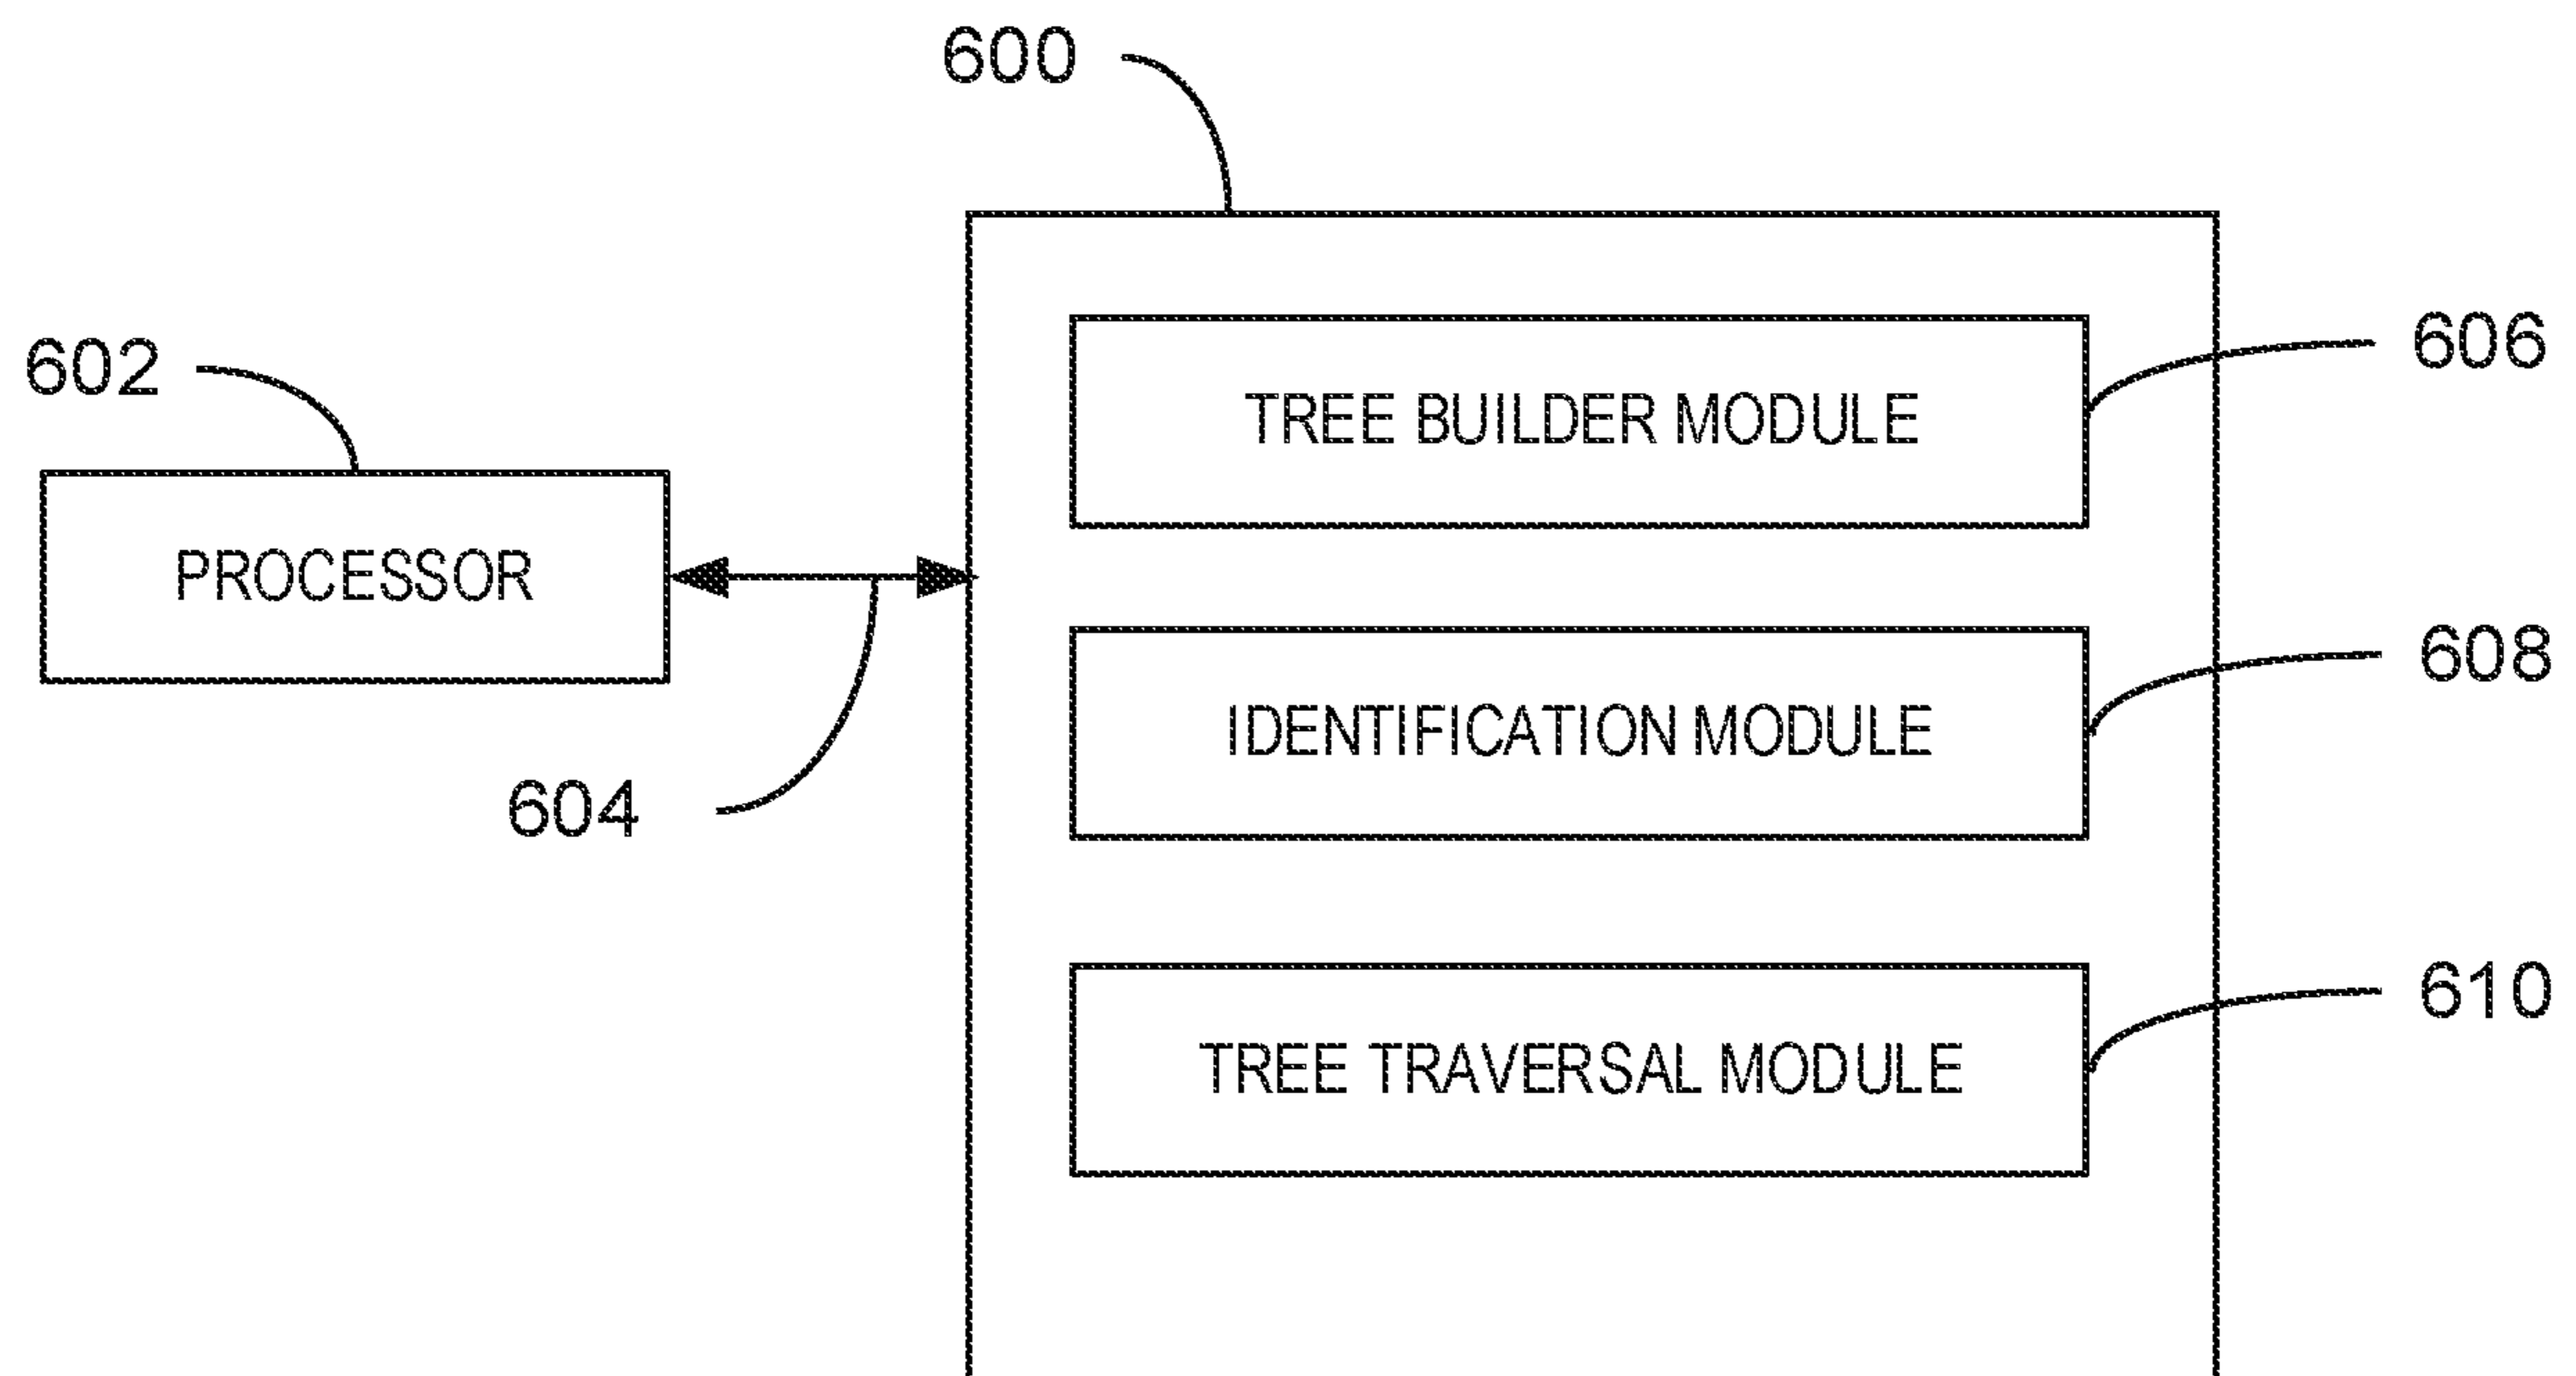 600
602
606
TREE BUILDER MODULE
PROCESSOR
608
IDENTIFICATION MODULE
604
610
TREE TRAVERSAL MODULE